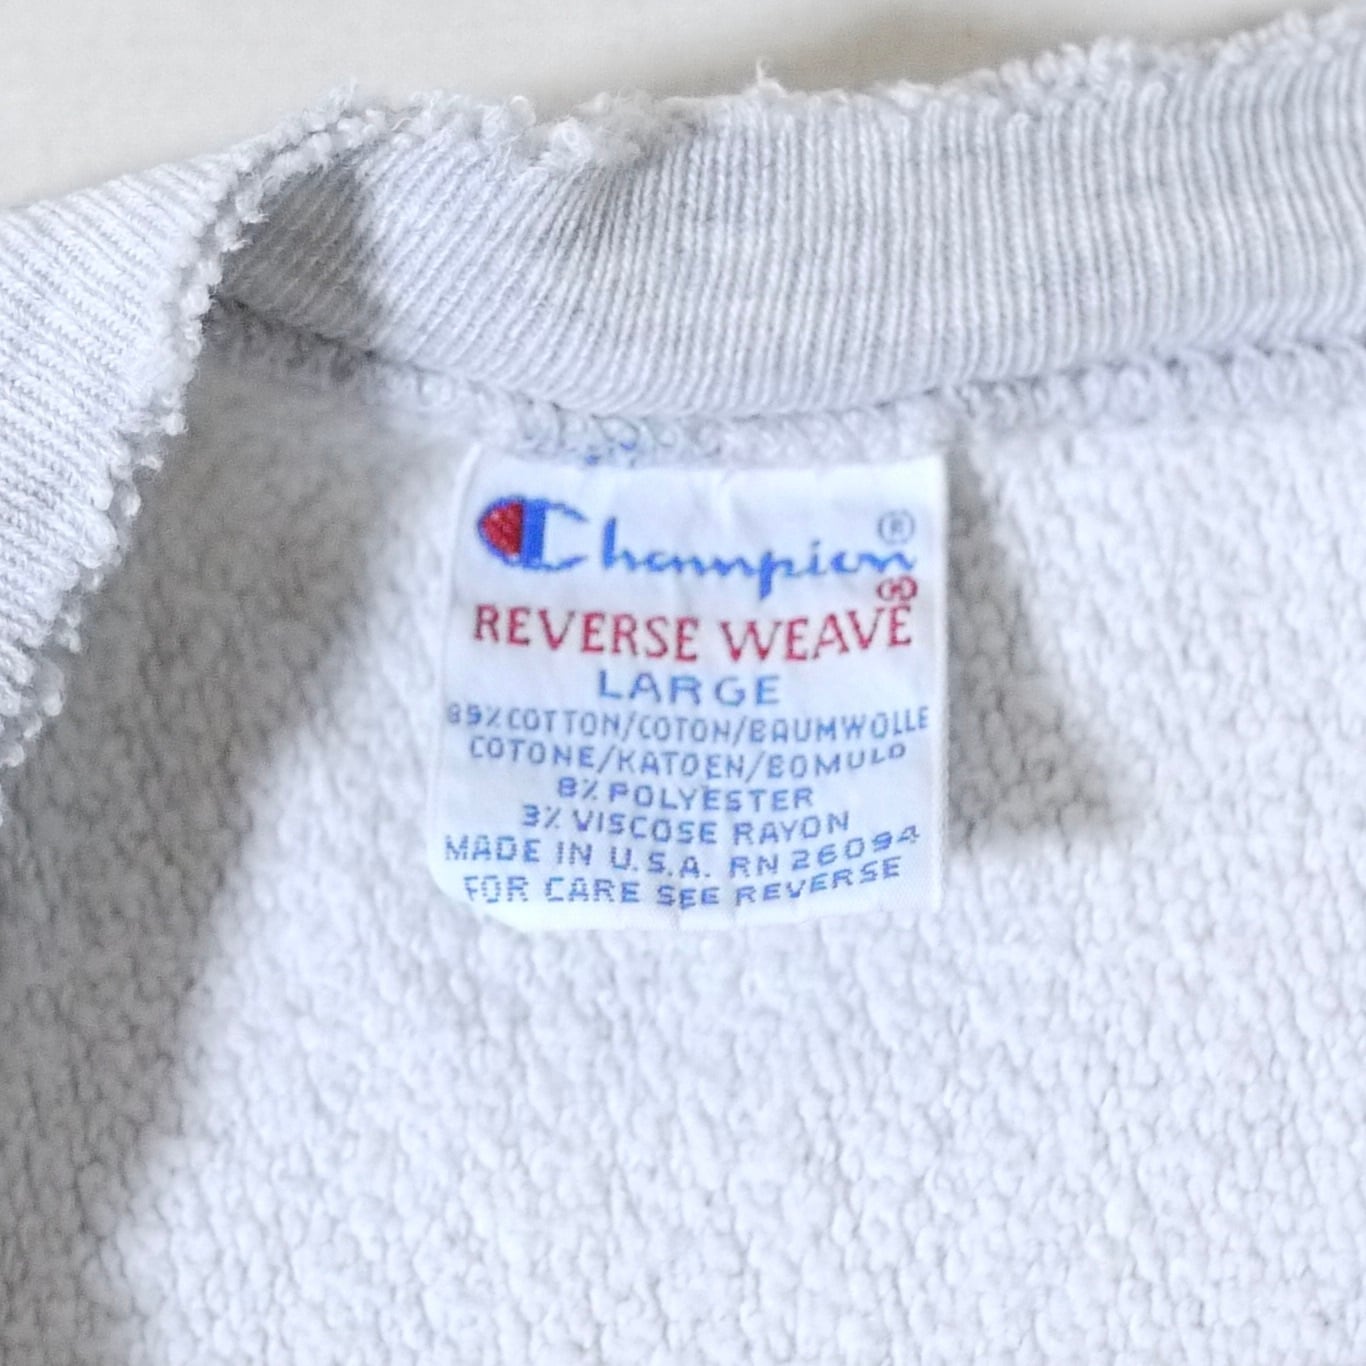 Champion®
REVERSE WEAVE®
LARGE
89% COTTON/COTON/BAUMWOLLE
COTONE/KATOEN/BOMULD
8% POLYESTER
3% VISCOSE RAYON
MADE IN U.S.A. RN 26094
FOR CARE SEE REVERSE